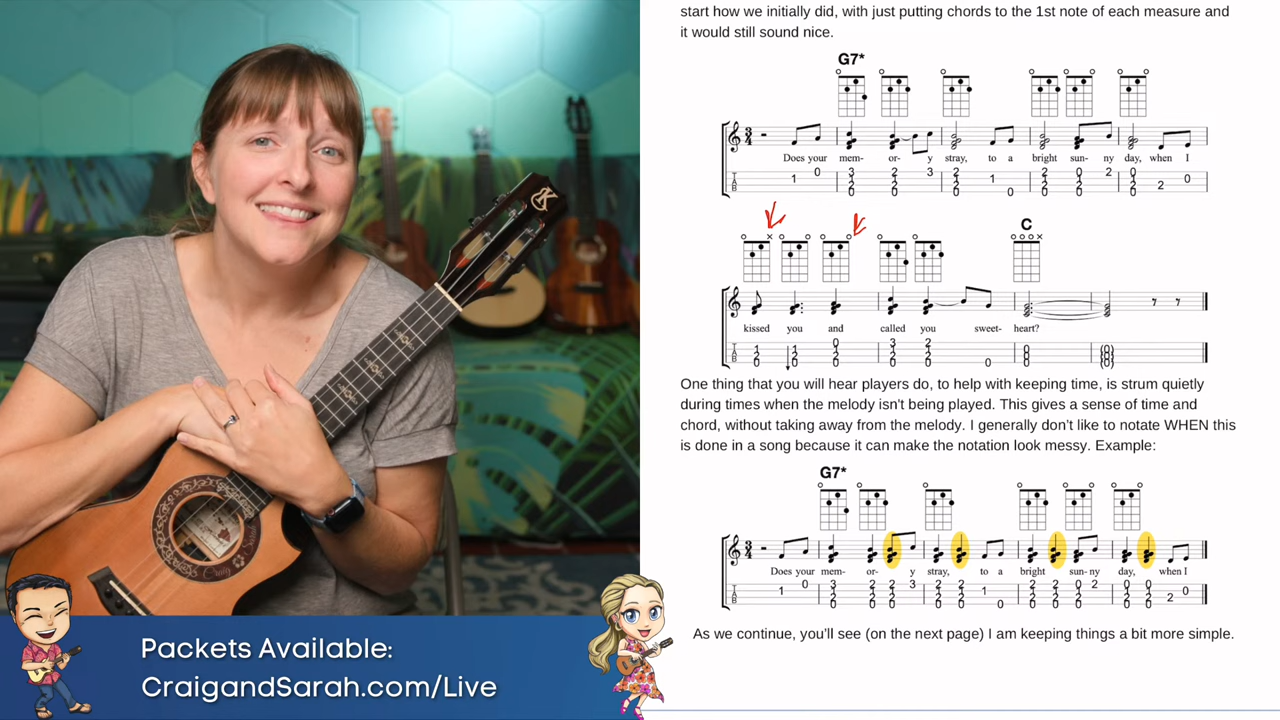 start how we initially did, with just putting chords to the 1st note of each measure and
it would still sound nice.
G7*
3/4
Does your mem- or- y stray, to a bright sun- ny day, when I
C
kissed you and called you sweet- heart?
One thing that you will hear players do, to help with keeping time, is strum quietly
during times when the melody isn't being played. This gives a sense of time and
chord, without taking away from the melody. I generally don't like to notate WHEN this
is done in a song because it can make the notation look messy. Example:
G7*
3/4
Does your mem- or- y stray, to a bright sun-ny day, when I
As we continue, you'll see (on the next page) I am keeping things a bit more simple.
Packets Available:
CraigandSarah.com/Live